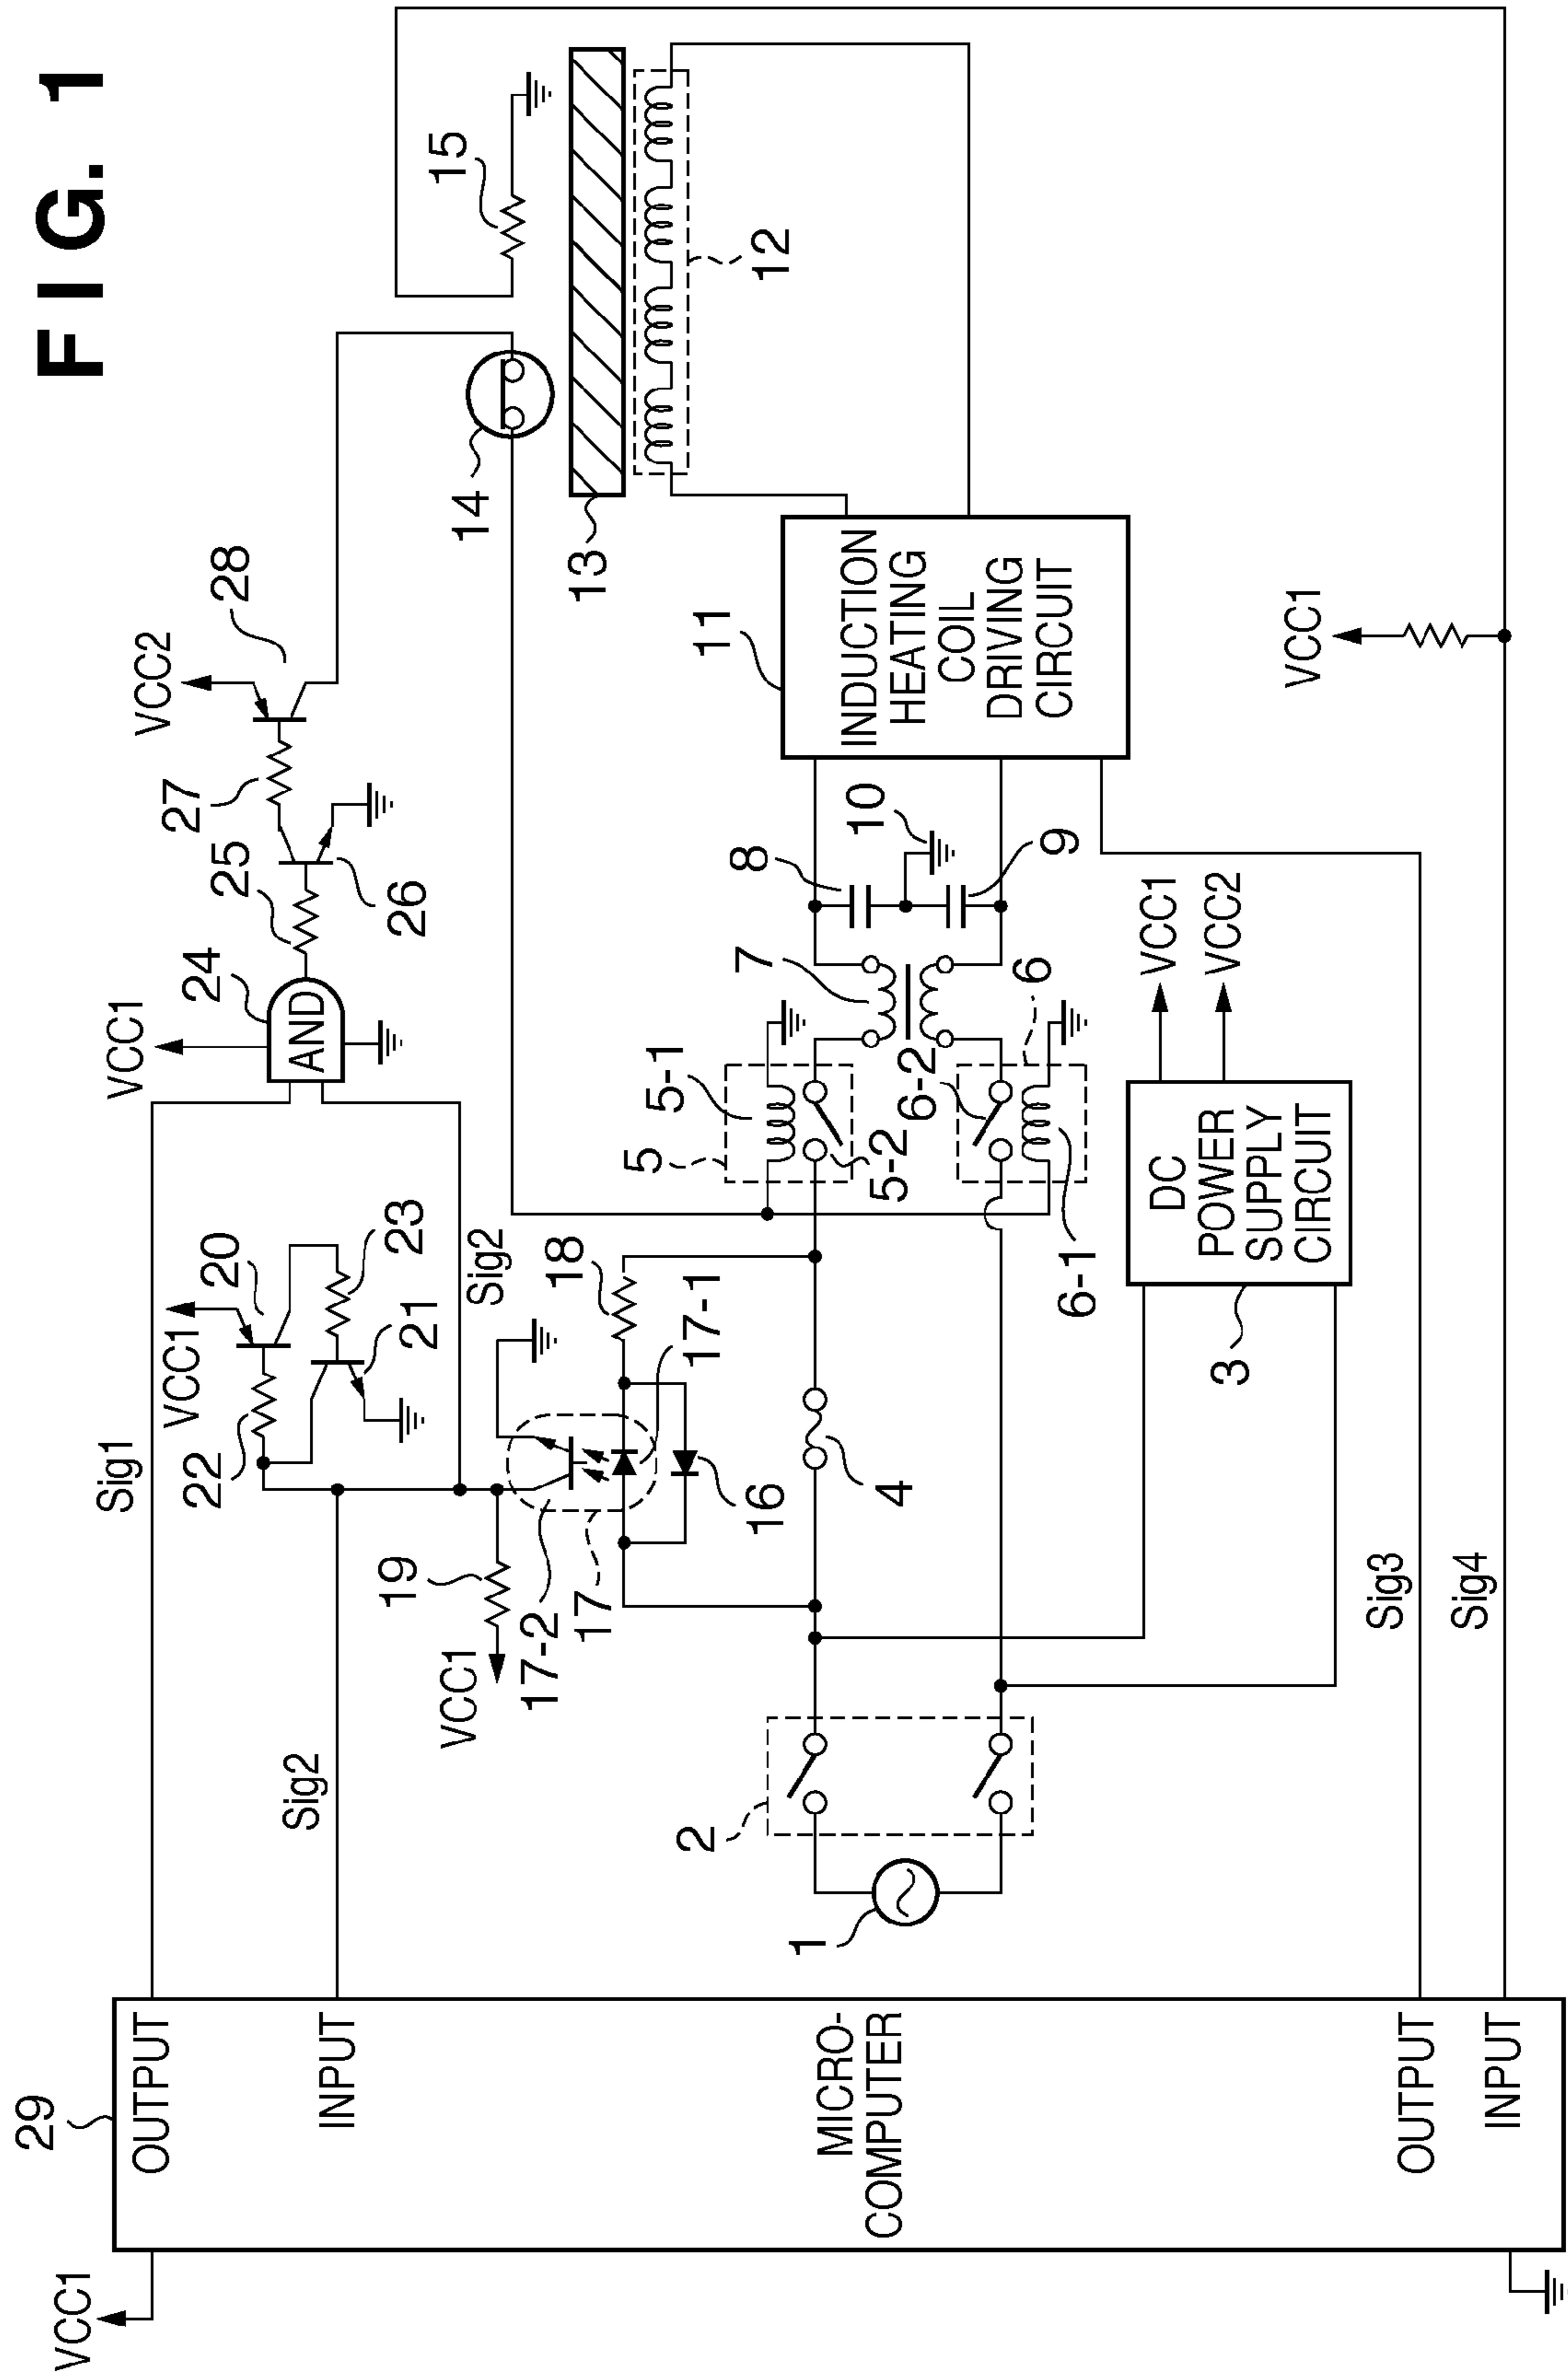 FIG. 1
29
VCC1
OUTPUT
INPUT
MICRO-
COMPUTER
OUTPUT
INPUT
Sig1
Sig2
Sig3
Sig4
VCC1
20
22
23
21
Sig2
VCC1
24
AND
25
26
27
VCC2
28
19
VCC1
17-2
17
18
17-1
16
14
15
13
12
1
2
4
5
5-1
5-2
6-2
6
6-1
7
8
10
9
11
INDUCTION
HEATING
COIL
DRIVING
CIRCUIT
3
DC
POWER
SUPPLY
CIRCUIT
VCC1
VCC2
VCC1